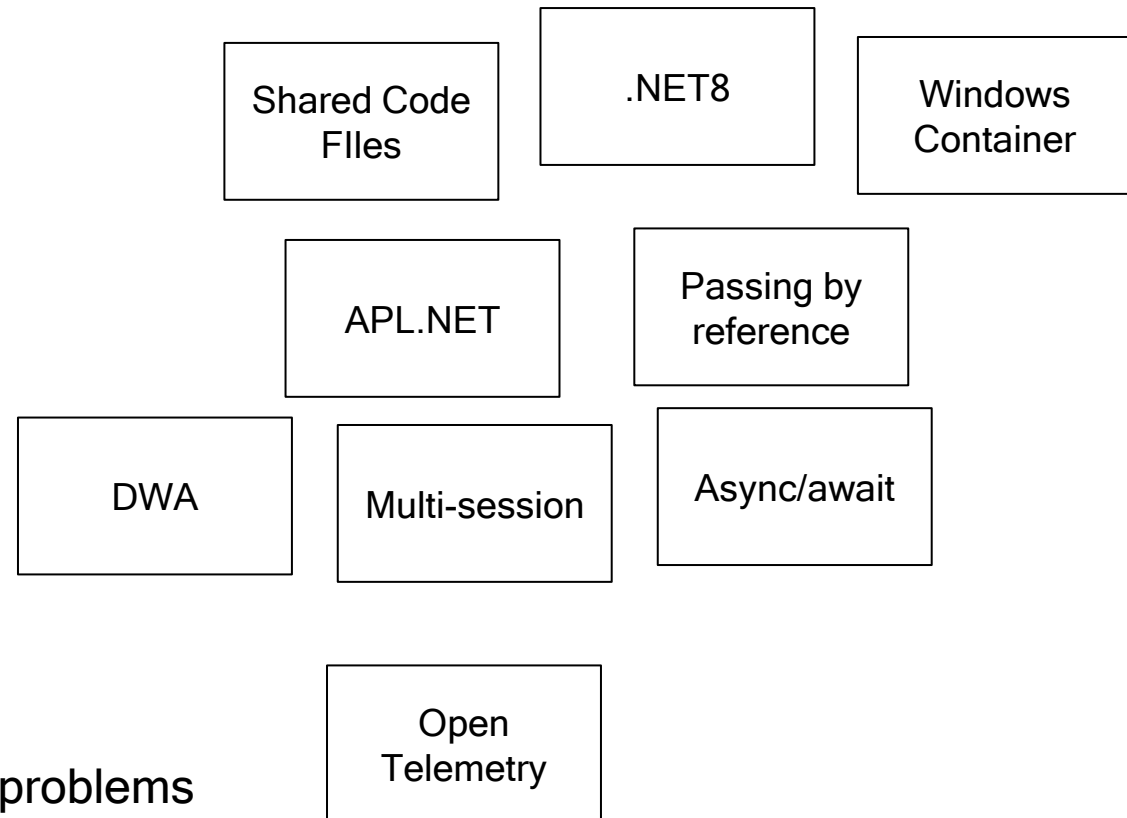 Shared Code
FIles
.NET8
Windows
Container
APL.NET
Passing by
reference
DWA
Multi-session
Async/await
Open
Telemetry
problems